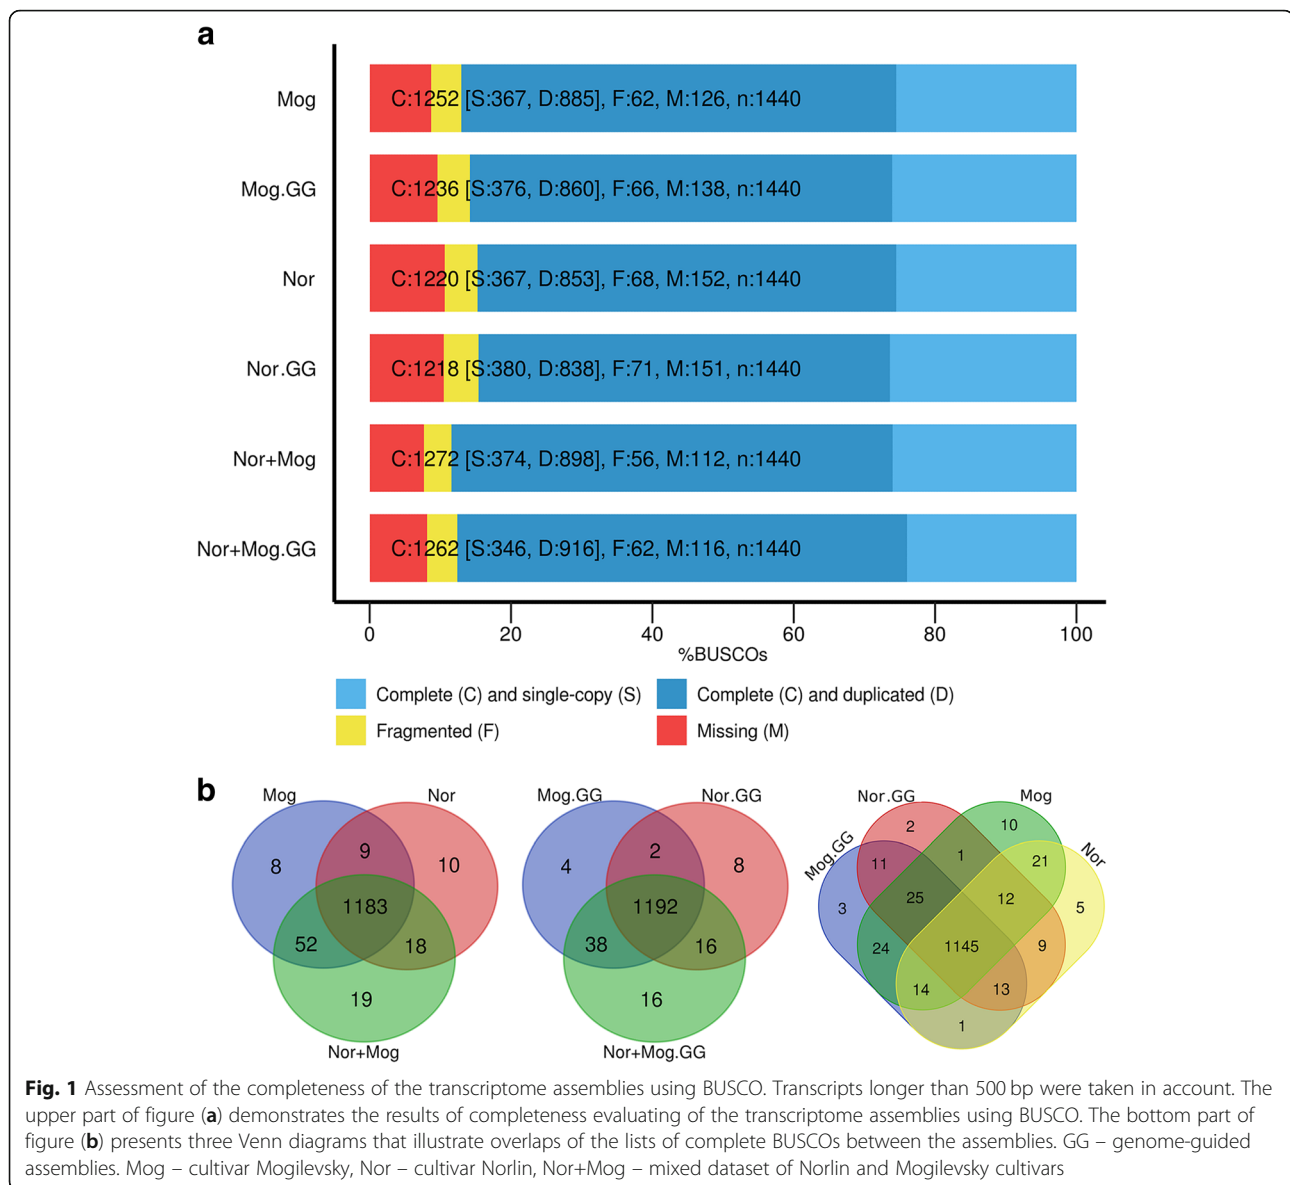 a
Mog
C:1252 [S:367, D:885], F:62, M:126, n:1440
Mog.GG
C:1236 [S:376, D:860], F:66, M:138, n:1440
Nor
C:1220 [S:367, D:853], F:68, M:152, n:1440
Nor.GG
C:1218 [S:380, D:838], F:71, M:151, n:1440
Nor+Mog
C:1272 [S:374, D:898], F:56, M:112, n:1440
Nor+Mog.GG
C:1262 [S:346, D:916], F:62, M:116, n:1440
0 20 40 60 80 100
%BUSCOs
Complete (C) and single-copy (S) Complete (C) and duplicated (D)
Fragmented (F) Missing (M)
b
Mog Nor
8 9 10
1183
52 18
19
Nor+Mog
Mog.GG Nor.GG
4 2 8
1192
38 16
16
Nor+Mog.GG
Nor.GG Mog
Mog.GG Nor
2 10
11 1 21
3 25 12 5
24 1145 9
14 13
1
Fig. 1 Assessment of the completeness of the transcriptome assemblies using BUSCO. Transcripts longer than 500 bp were taken in account. The
upper part of figure (a) demonstrates the results of completeness evaluating of the transcriptome assemblies using BUSCO. The bottom part of
figure (b) presents three Venn diagrams that illustrate overlaps of the lists of complete BUSCOs between the assemblies. GG – genome-guided
assemblies. Mog – cultivar Mogilevsky, Nor – cultivar Norlin, Nor+Mog – mixed dataset of Norlin and Mogilevsky cultivars